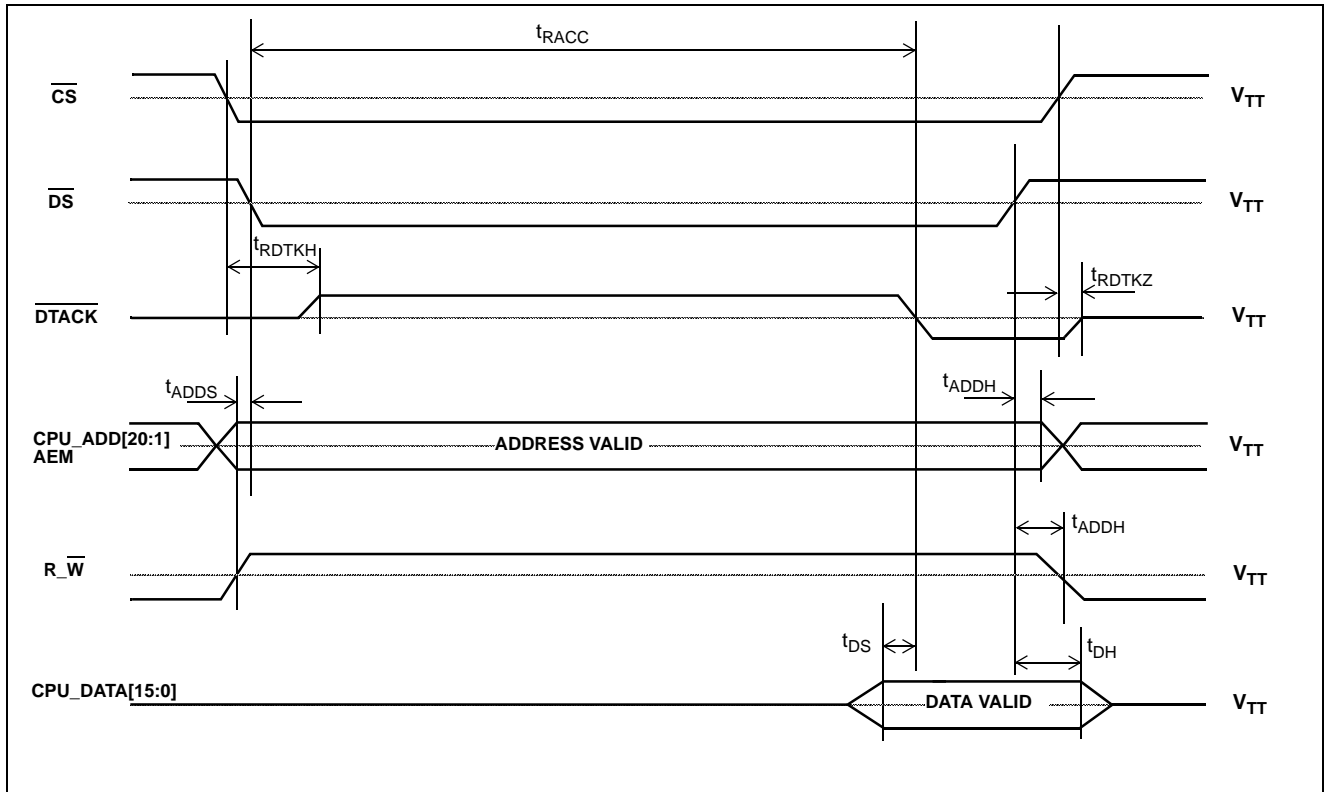 tRACC
CS VTT
DS VTT
tRDTKH
tRDTKZ
DTACK VTT
tADDS tADDH
CPU_ADD[20:1] ADDRESS VALID VTT
AEM
tADDH
R_W VTT
tDS tDH
CPU_DATA[15:0] DATA VALID VTT